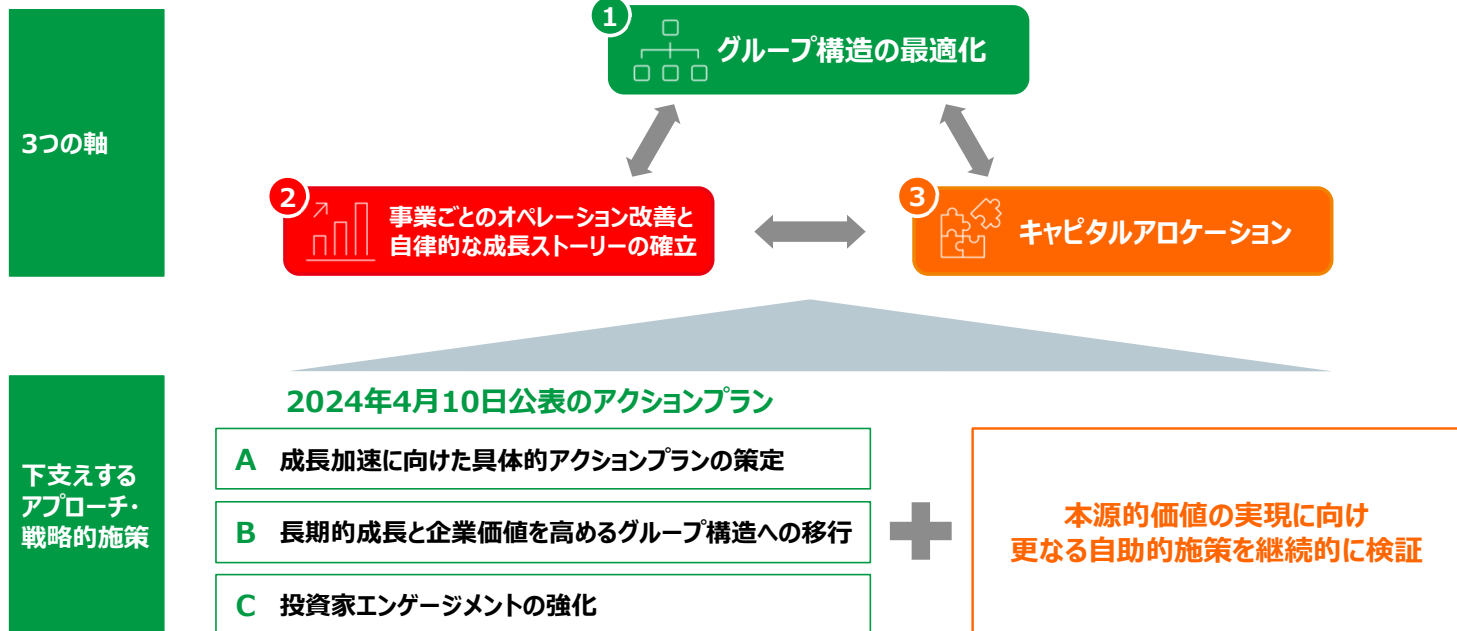 3つの軸
1
グループ構造の最適化
2
事業ごとのオペレーション改善と
自律的な成長ストーリーの確立
3
キャピタルアロケーション
下支えする
アプローチ・
戦略的施策
2024年4月10日公表のアクションプラン
A 成長加速に向けた具体的アクションプランの策定
B 長期的成長と企業価値を高めるグループ構造への移行
C 投資家エンゲージメントの強化
本源的価値の実現に向け
更なる自助的施策を継続的に検証